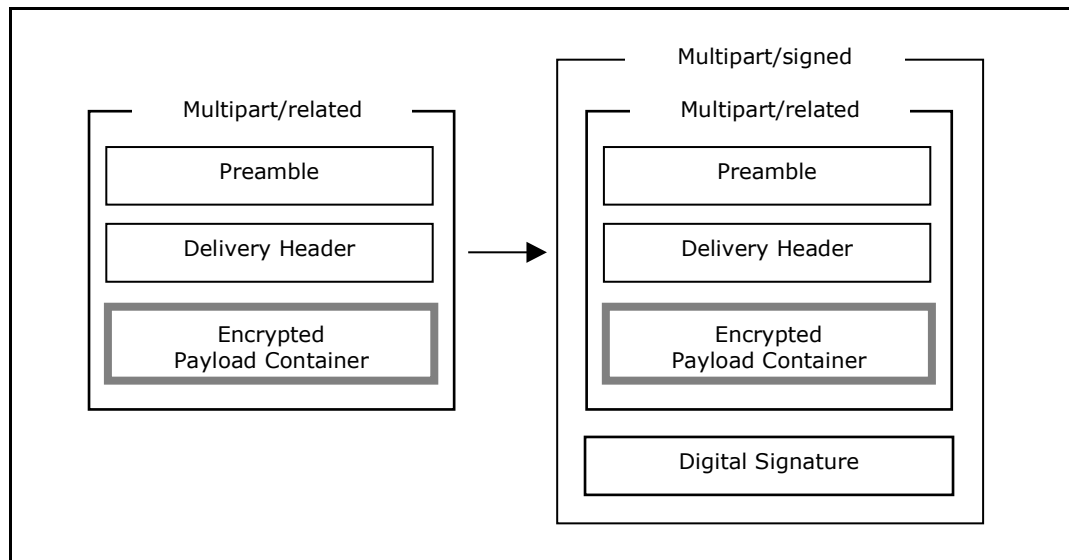 Multipart/related
Preamble
Delivery Header
Encrypted
Payload Container
Multipart/signed
Multipart/related
Preamble
Delivery Header
Encrypted
Payload Container
Digital Signature